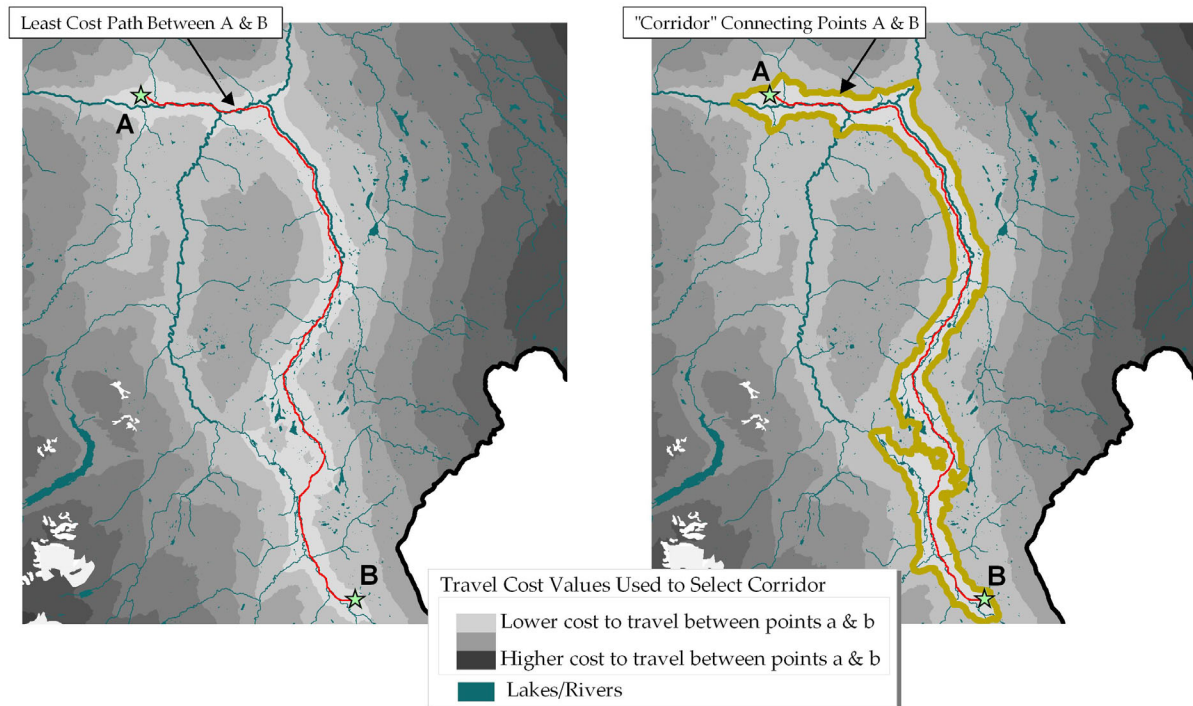 Least Cost Path Between A & B
"Corridor" Connecting Points A & B
A
A
B
B
Travel Cost Values Used to Select Corridor
Lower cost to travel between points a & b
Higher cost to travel between points a & b
Lakes/Rivers